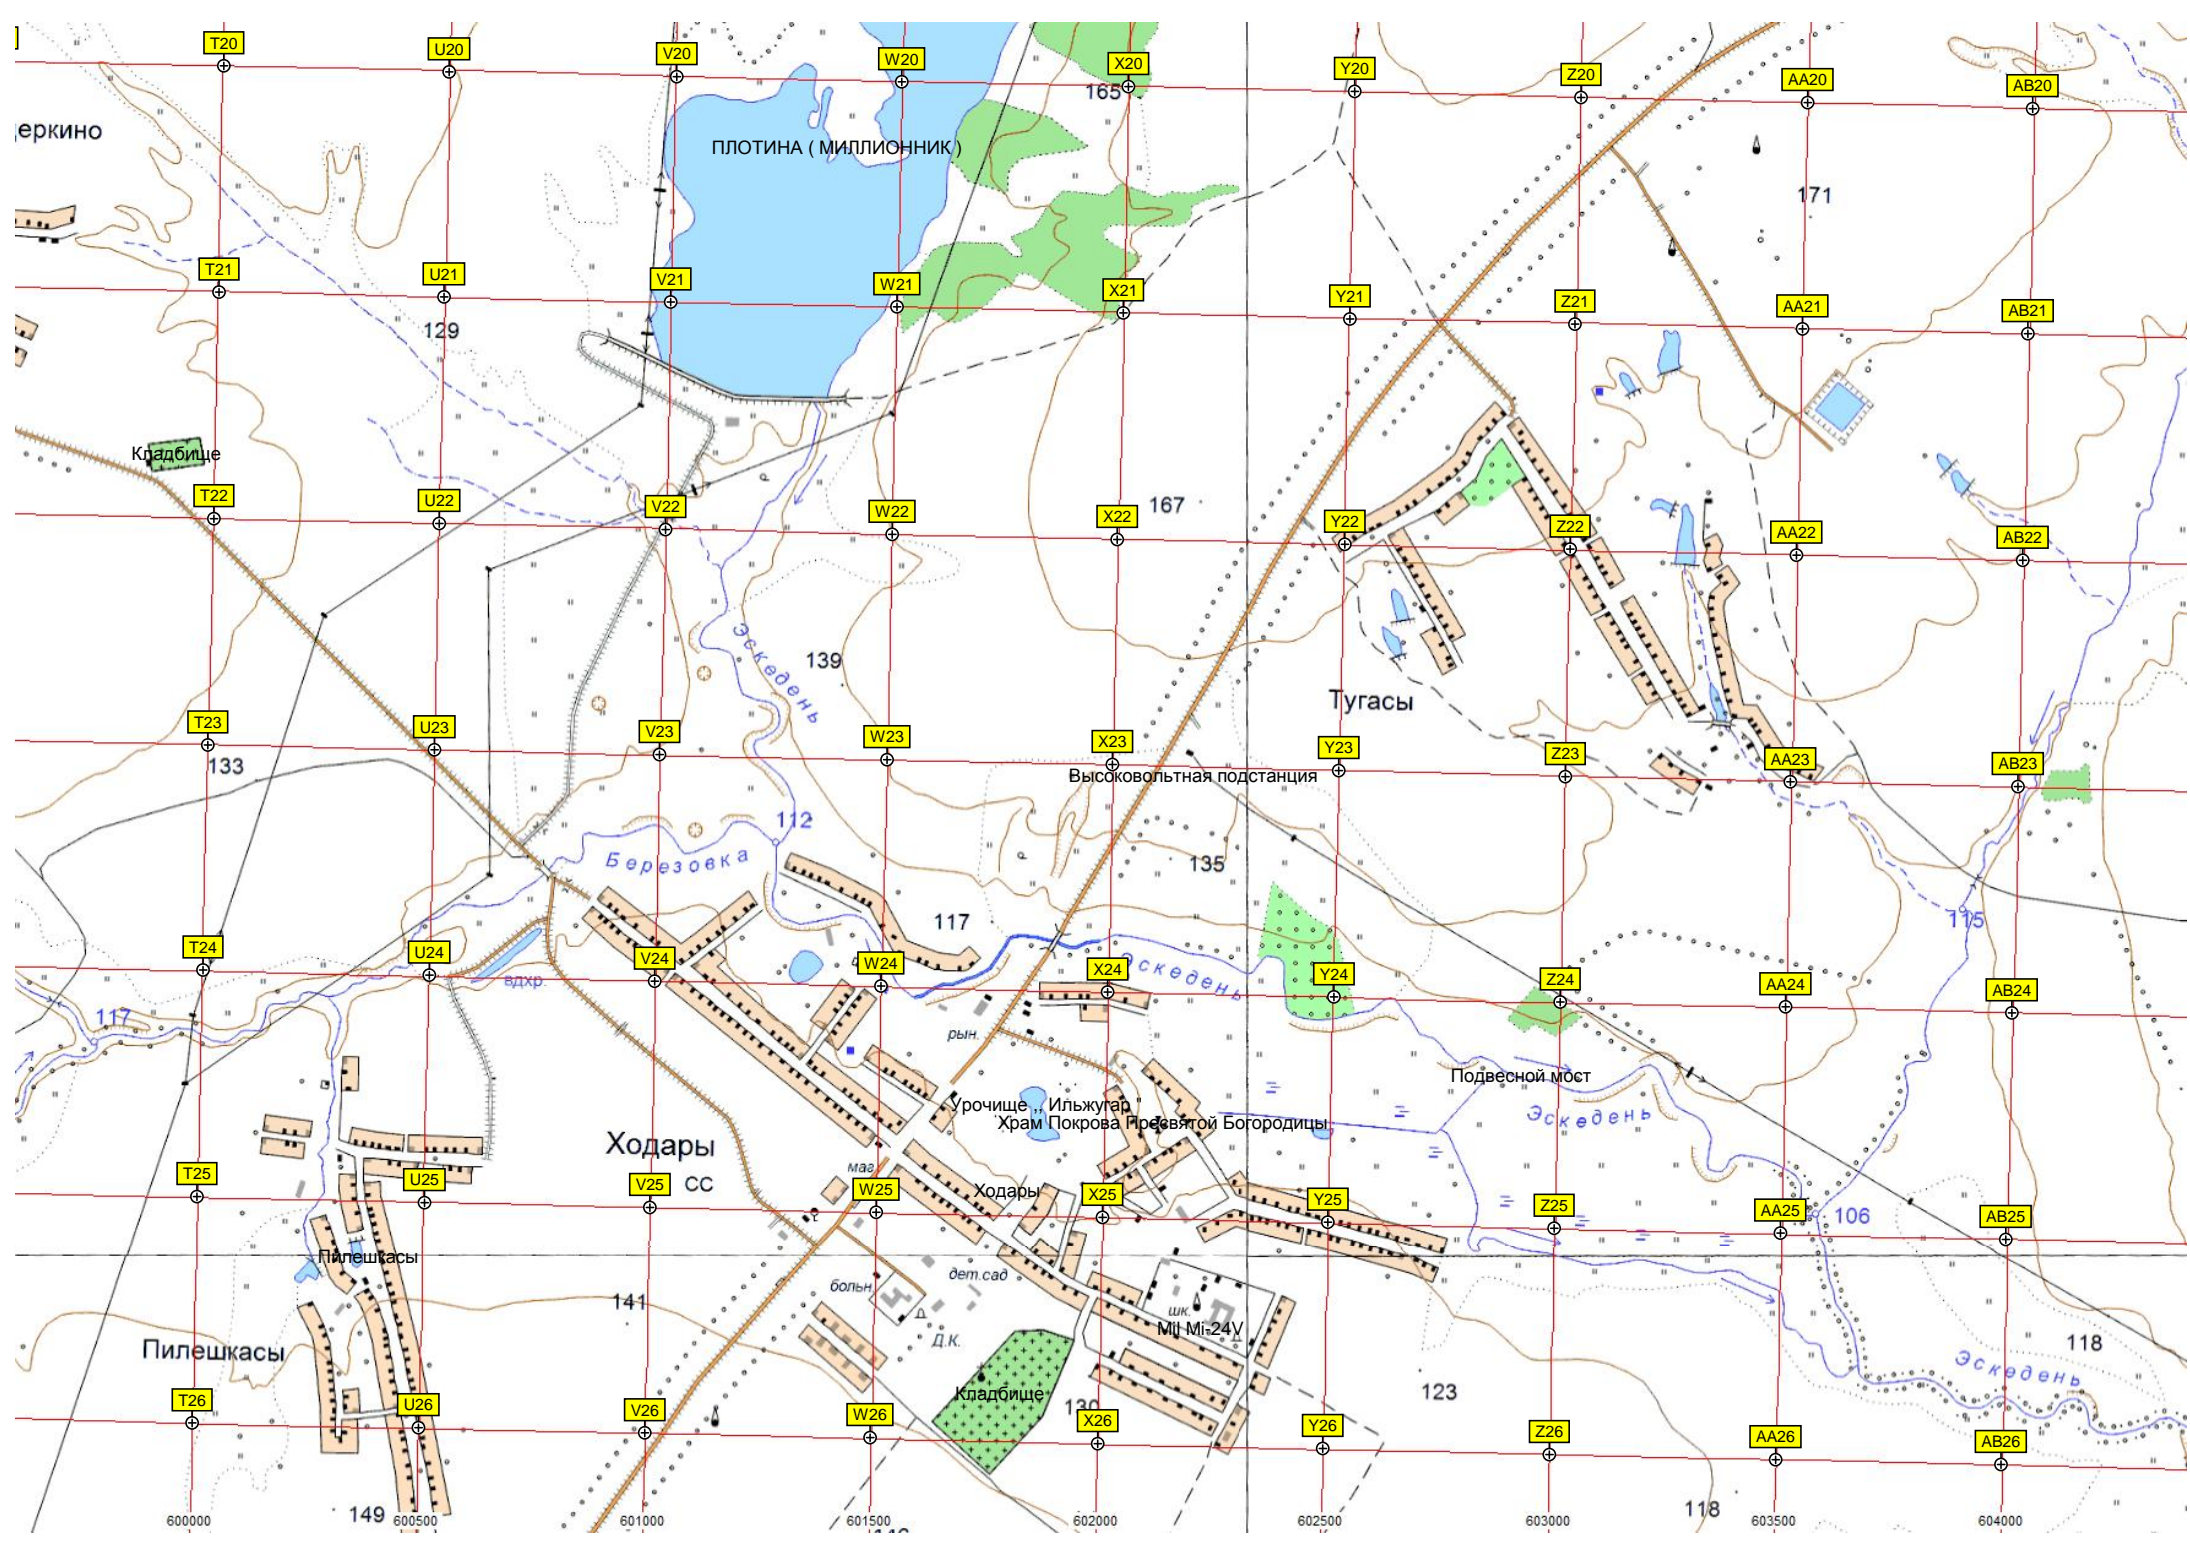 T20
U20
V20
W20
X20
Y20
Z20
AA20
AB20
165
еркино
ПЛОТИНА ( МИЛЛИОННИК )
171
T21
U21
V21
W21
X21
Y21
Z21
AA21
AB21
129
Кладбище
T22
U22
V22
W22
X22
167
Y22
Z22
AA22
AB22
Эскедень
139
Тугасы
T23
U23
V23
W23
X23
Y23
Z23
AA23
AB23
133
Высоковольтная подстанция
112
Березовка
135
117
115
T24
U24
V24
W24
X24
Эскедень
Y24
Z24
AA24
AB24
вдхр.
117
рын.
Подвесной мост
Урочище ,, Ильжугар "
Эскедень
Храм Покрова Пресвятой Богородицы
Ходары
СС
маг.
T25
U25
V25
W25
Ходары
X25
Y25
Z25
AA25
106
AB25
Пилешкасы
больн.
дет.сад
141
шк.
Mil Mi-24V
Д.К.
118
Пилешкасы
Эскедень
Кладбище
123
130
T26
U26
V26
W26
X26
Y26
Z26
AA26
AB26
149
118
600000
600500
601000
601500
602000
602500
603000
603500
604000